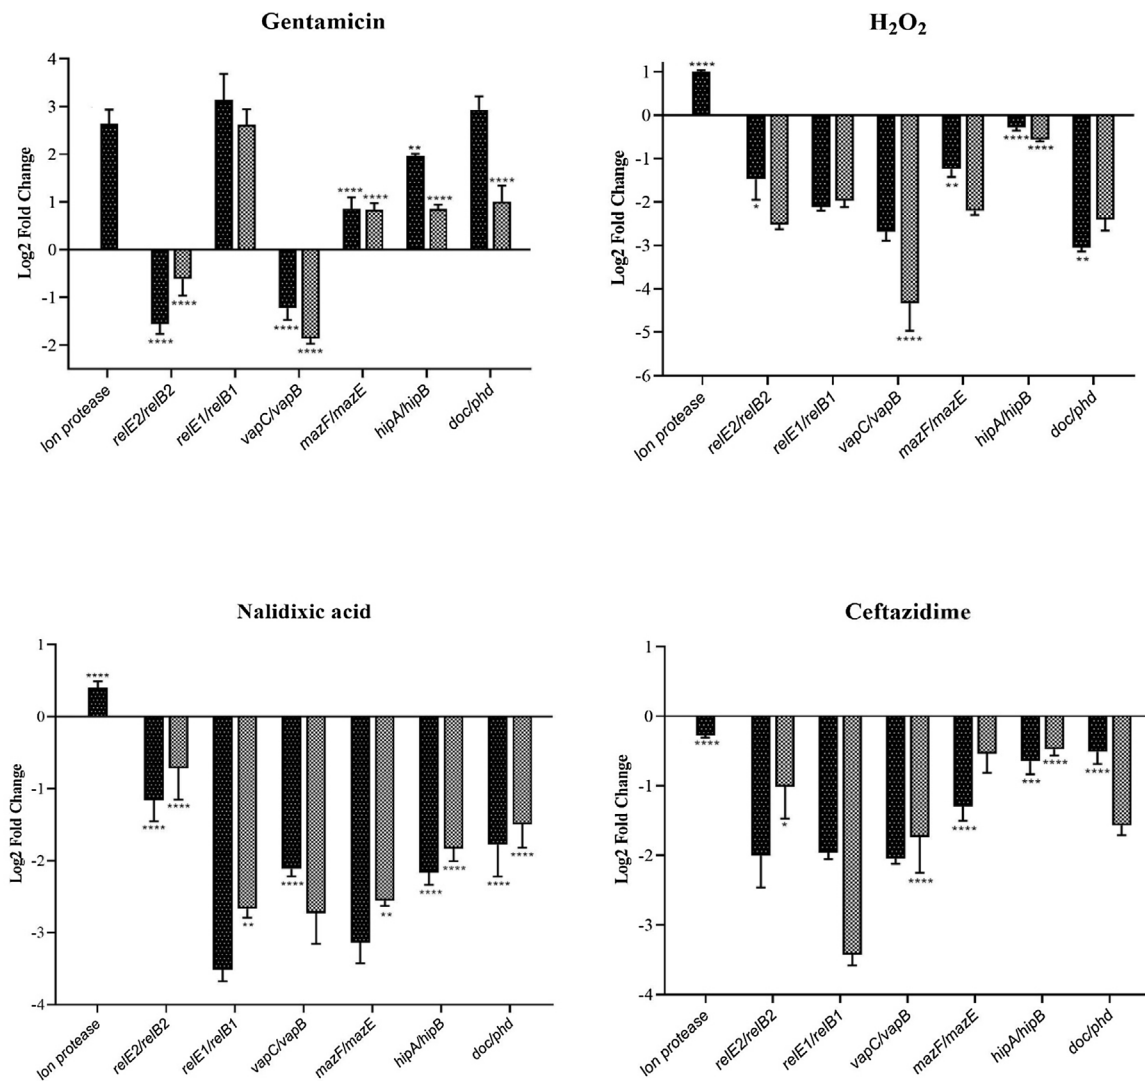 Gentamicin
Log2 Fold Change
4
3
2
1
0
-1
-2
**** **** **** **** **** **** ** **** ****
lon protease relE2/relB2 relE1/relB1 vapC/vapB mazF/mazE hipA/hipB doc/phd
H₂O₂
Log2 Fold Change
1
0
-1
-2
-3
-4
-5
-6
**** * **** ** **** **** **
lon protease relE2/relB2 relE1/relB1 vapC/vapB mazF/mazE hipA/hipB doc/phd
Nalidixic acid
Log2 Fold Change
1
0
-1
-2
-3
-4
**** **** **** ** **** ** **** **** **** ****
lon protease relE2/relB2 relE1/relB1 vapC/vapB mazF/mazE hipA/hipB doc/phd
Ceftazidime
Log2 Fold Change
1
0
-1
-2
-3
-4
**** * **** **** *** **** ****
lon protease relE2/relB2 relE1/relB1 vapC/vapB mazF/mazE hipA/hipB doc/phd